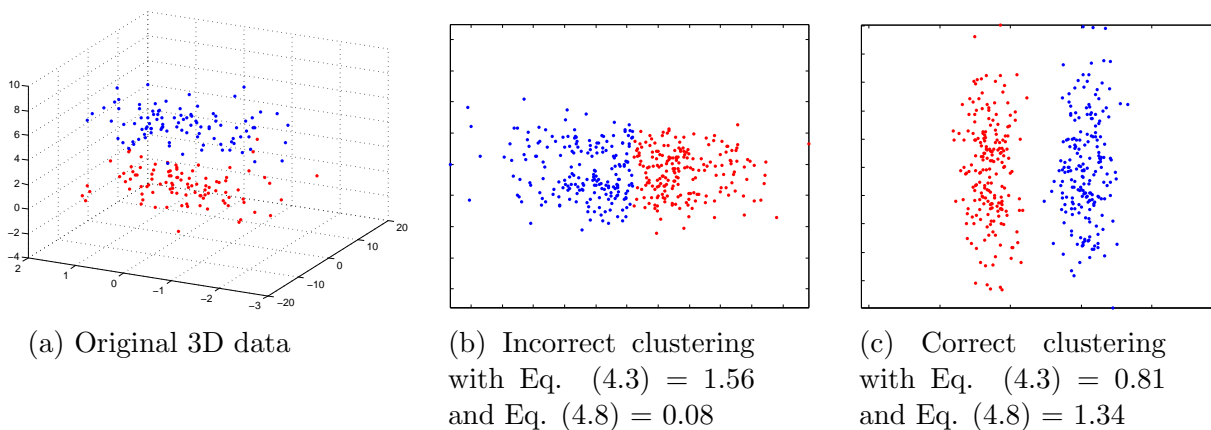 10
8
6
4
2
0
−2
−4
2
1
0
−1
−2
−3
−20
−10
0
10
20
(a) Original 3D data
(b) Incorrect clustering
with Eq. (4.3) = 1.56
and Eq. (4.8) = 0.08
(c) Correct clustering
with Eq. (4.3) = 0.81
and Eq. (4.8) = 1.34